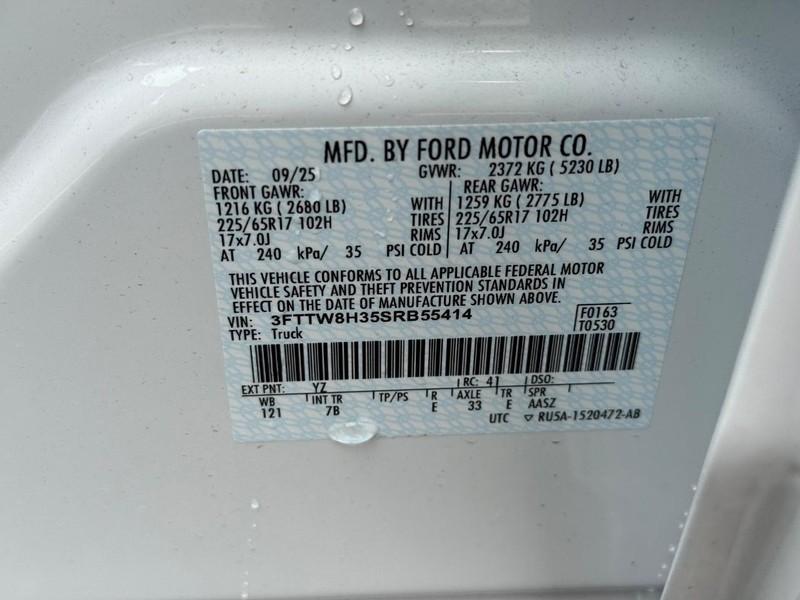 MFD. BY FORD MOTOR CO.
DATE: 09/25 GVWR: 2372 KG ( 5230 LB)
FRONT GAWR: REAR GAWR:
1216 KG ( 2680 LB) WITH 1259 KG ( 2775 LB) WITH
225/65R17 102H TIRES 225/65R17 102H TIRES
17x7.0J RIMS 17x7.0J RIMS
AT 240 kPa/ 35 PSI COLD AT 240 kPa/ 35 PSI COLD
THIS VEHICLE CONFORMS TO ALL APPLICABLE FEDERAL MOTOR
VEHICLE SAFETY AND THEFT PREVENTION STANDARDS IN
EFFECT ON THE DATE OF MANUFACTURE SHOWN ABOVE.
VIN: 3FTTW8H35SRB55414 F0163
TYPE: Truck T0530
EXT PNT: YZ RC: 41 DSO:
WB INT TR TP/PS R AXLE TR SPR
121 7B E 33 E AASZ
UTC ▽ RU5A-1520472-AB